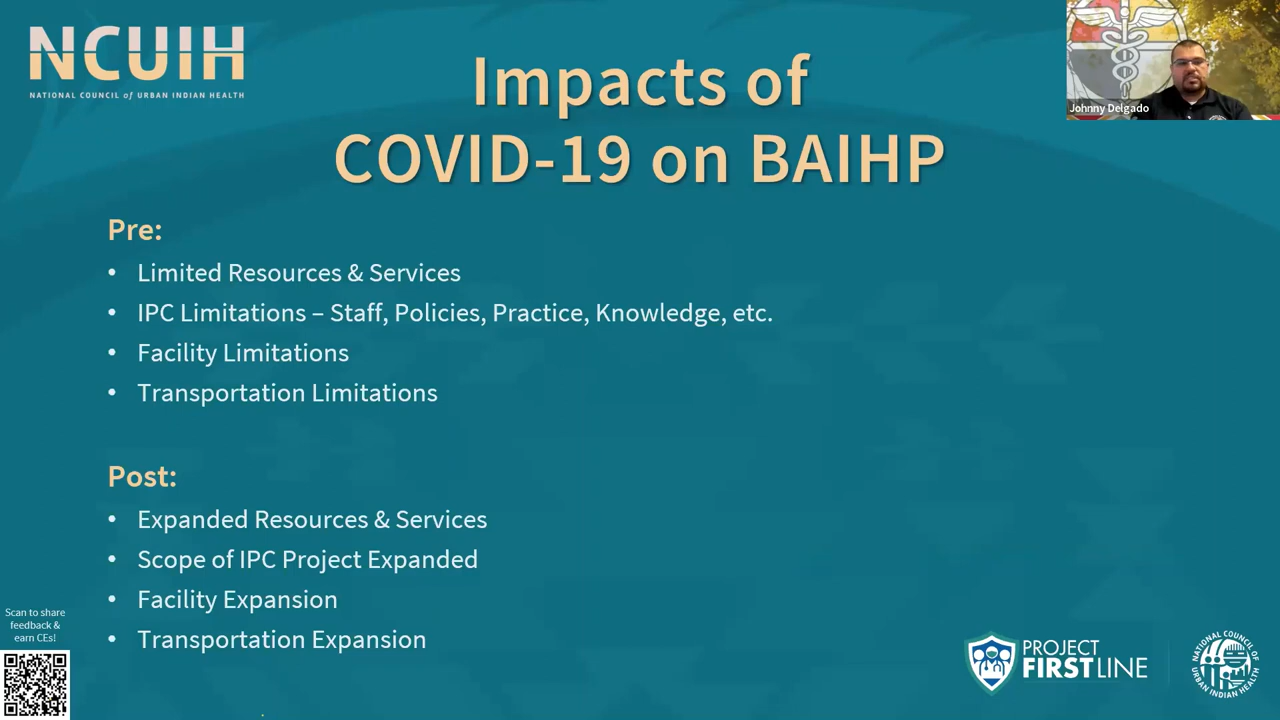 NCUIH
NATIONAL COUNCIL of URBAN INDIAN HEALTH
Impacts of
COVID-19 on BAIHP
Johnny Delgado
Pre:
• Limited Resources & Services
• IPC Limitations – Staff, Policies, Practice, Knowledge, etc.
• Facility Limitations
• Transportation Limitations
Post:
• Expanded Resources & Services
• Scope of IPC Project Expanded
• Facility Expansion
• Transportation Expansion
Scan to share
feedback &
earn CEs!
PROJECT
FIRSTLINE
NATIONAL COUNCIL OF
URBAN INDIAN HEALTH